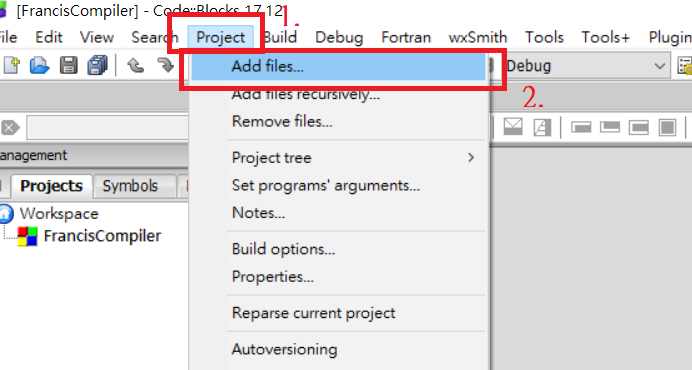 [FrancisCompiler] - Code::Blocks 17.12
1.
File Edit View Search Project Build Debug Fortran wxSmith Tools Tools+ Plugin
Add files...
Debug
2.
Add files recursively...
Remove files...
anagement
Project tree
Projects Symbols
Set programs' arguments...
Workspace
Notes...
FrancisCompiler
Build options...
Properties...
Reparse current project
Autoversioning